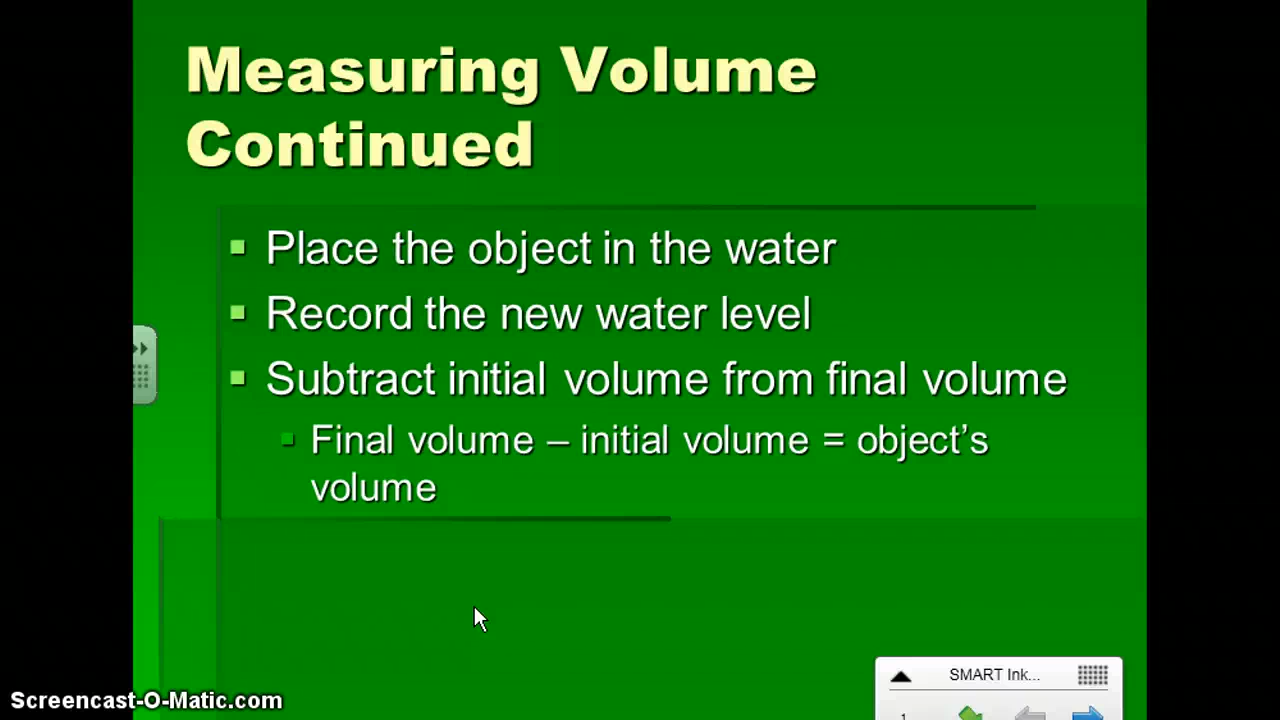 Measuring Volume
Continued
Place the object in the water
Record the new water level
Subtract initial volume from final volume
Final volume – initial volume = object’s
volume
SMART Ink...
1
Screencast-O-Matic.com